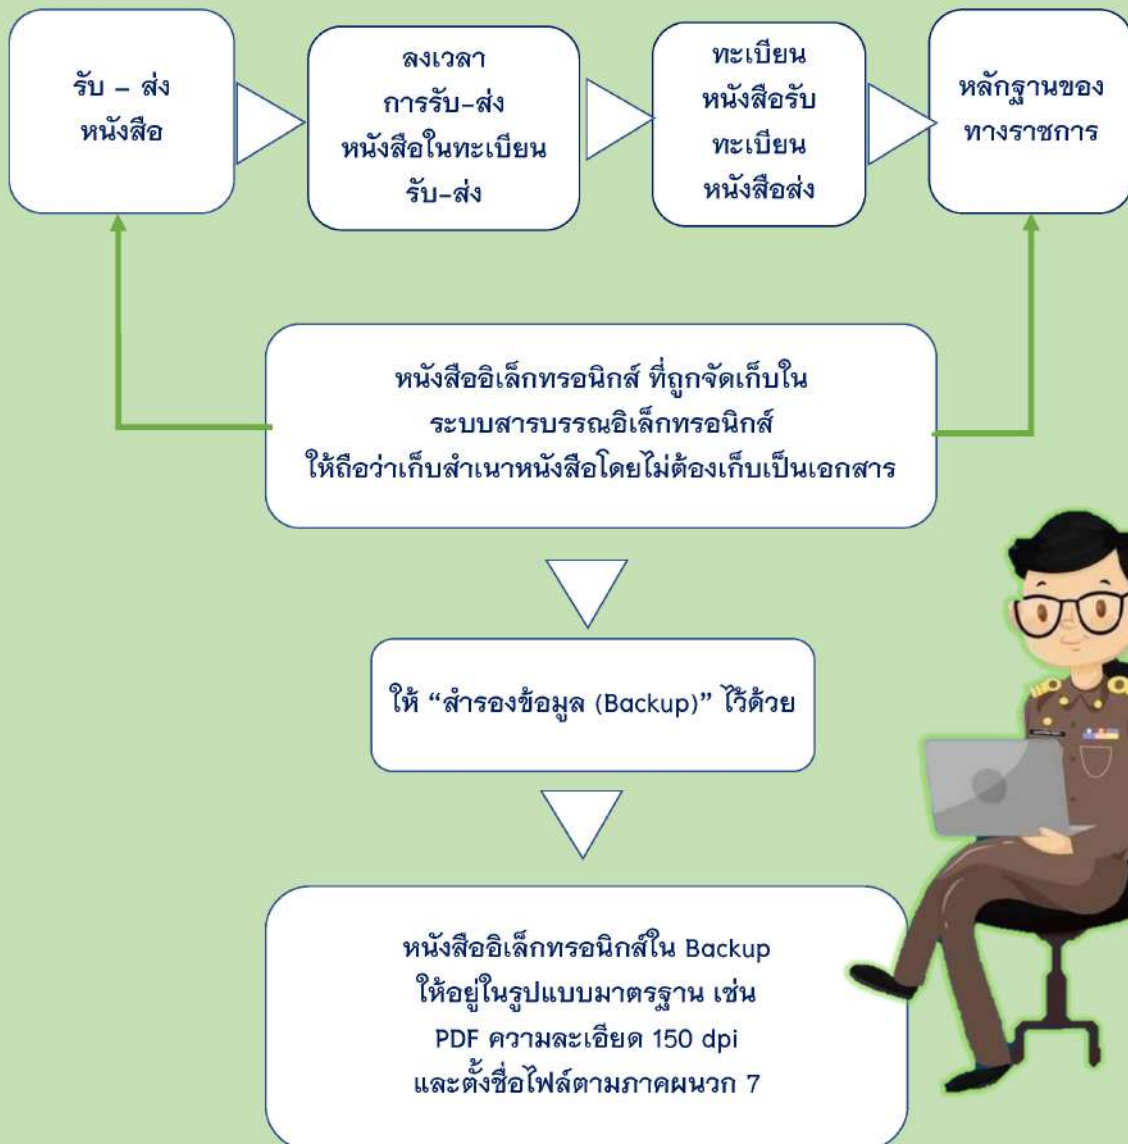 รับ – ส่ง
หนังสือ
ลงเวลา
การรับ-ส่ง
หนังสือในทะเบียน
รับ-ส่ง
ทะเบียน
หนังสือรับ
ทะเบียน
หนังสือส่ง
หลักฐานของ
ทางราชการ
หนังสืออิเล็กทรอนิกส์ ที่ถูกจัดเก็บใน
ระบบสารบรรณอิเล็กทรอนิกส์
ให้ถือว่าเก็บสำเนาหนังสือโดยไม่ต้องเก็บเป็นเอกสาร
ให้ “สำรองข้อมูล (Backup)” ไว้ด้วย
หนังสืออิเล็กทรอนิกส์ใน Backup
ให้อยู่ในรูปแบบมาตรฐาน เช่น
PDF ความละเอียด 150 dpi
และตั้งชื่อไฟล์ตามภาคผนวก 7